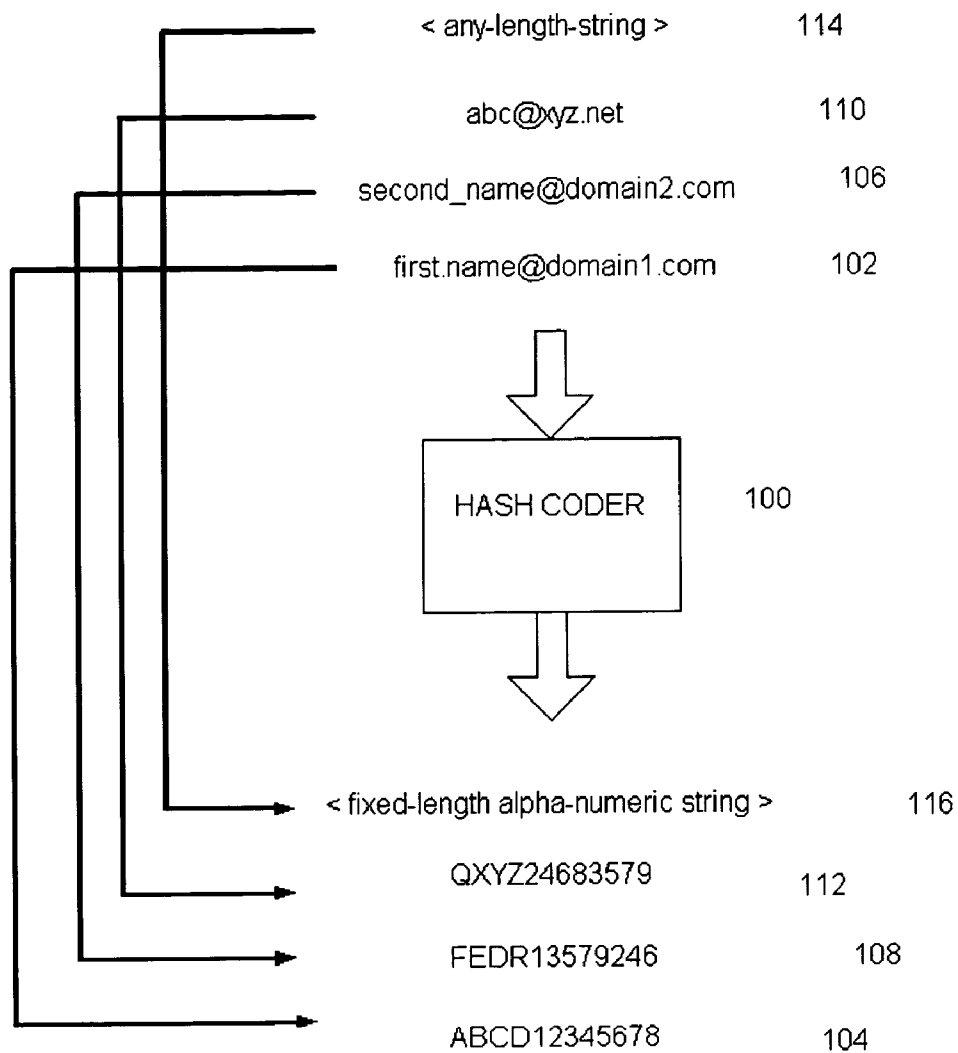 < any-length-string > 114
abc@xyz.net 110
second_name@domain2.com 106
first.name@domain1.com 102
HASH CODER 100
< fixed-length alpha-numeric string > 116
QXYZ24683579 112
FEDR13579246 108
ABCD12345678 104